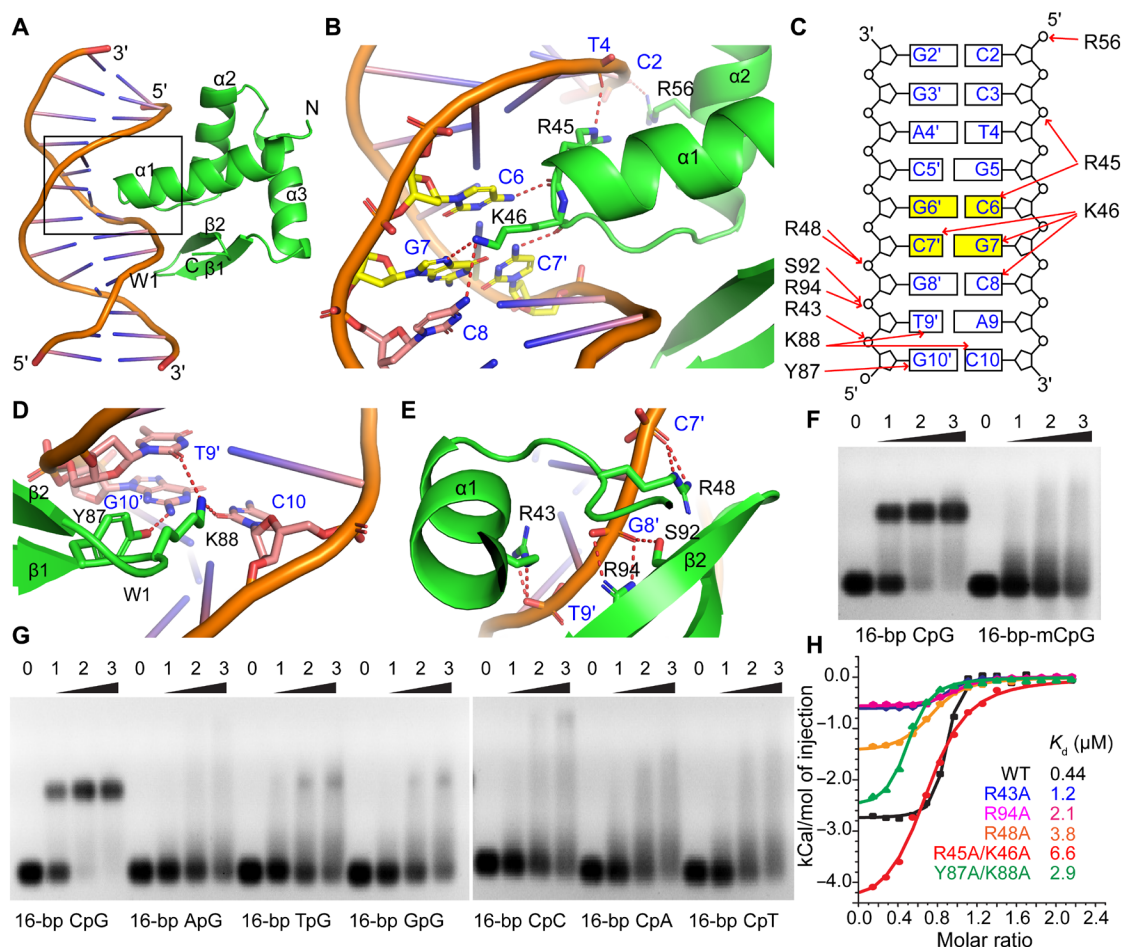 A
3'
5'
α2
N
α1
α3
β2
C
β1
W1
5'
3'
B
T4
C2
α2
R56
R45
α1
C6
K46
G7
C7'
C8
C
3'
5'
R56
G2' C2
G3' C3
A4' T4
R45
C5' G5
G6' C6
K46
R48
C7' G7
S92
G8' C8
R94
R43
T9' A9
K88
Y87
G10' C10
5'
3'
D
T9'
β2
G10'
C10
Y87
K88
β1
W1
E
C7'
α1
R48
R43
G8'
S92
β2
R94
T9'
F
0 1 2 3 0 1 2 3
16-bp CpG 16-bp-mCpG
G
0 1 2 3 0 1 2 3 0 1 2 3 0 1 2 3 0 1 2 3 0 1 2 3 0 1 2 3
16-bp CpG 16-bp ApG 16-bp TpG 16-bp GpG 16-bp CpC 16-bp CpA 16-bp CpT
H
0.0
−1.0
−2.0
−3.0
−4.0
kCal/mol of injection
Kd (μM)
WT 0.44
R43A 1.2
R94A 2.1
R48A 3.8
R45A/K46A 6.6
Y87A/K88A 2.9
0.0 0.4 0.8 1.2 1.6 2.0 2.4
Molar ratio